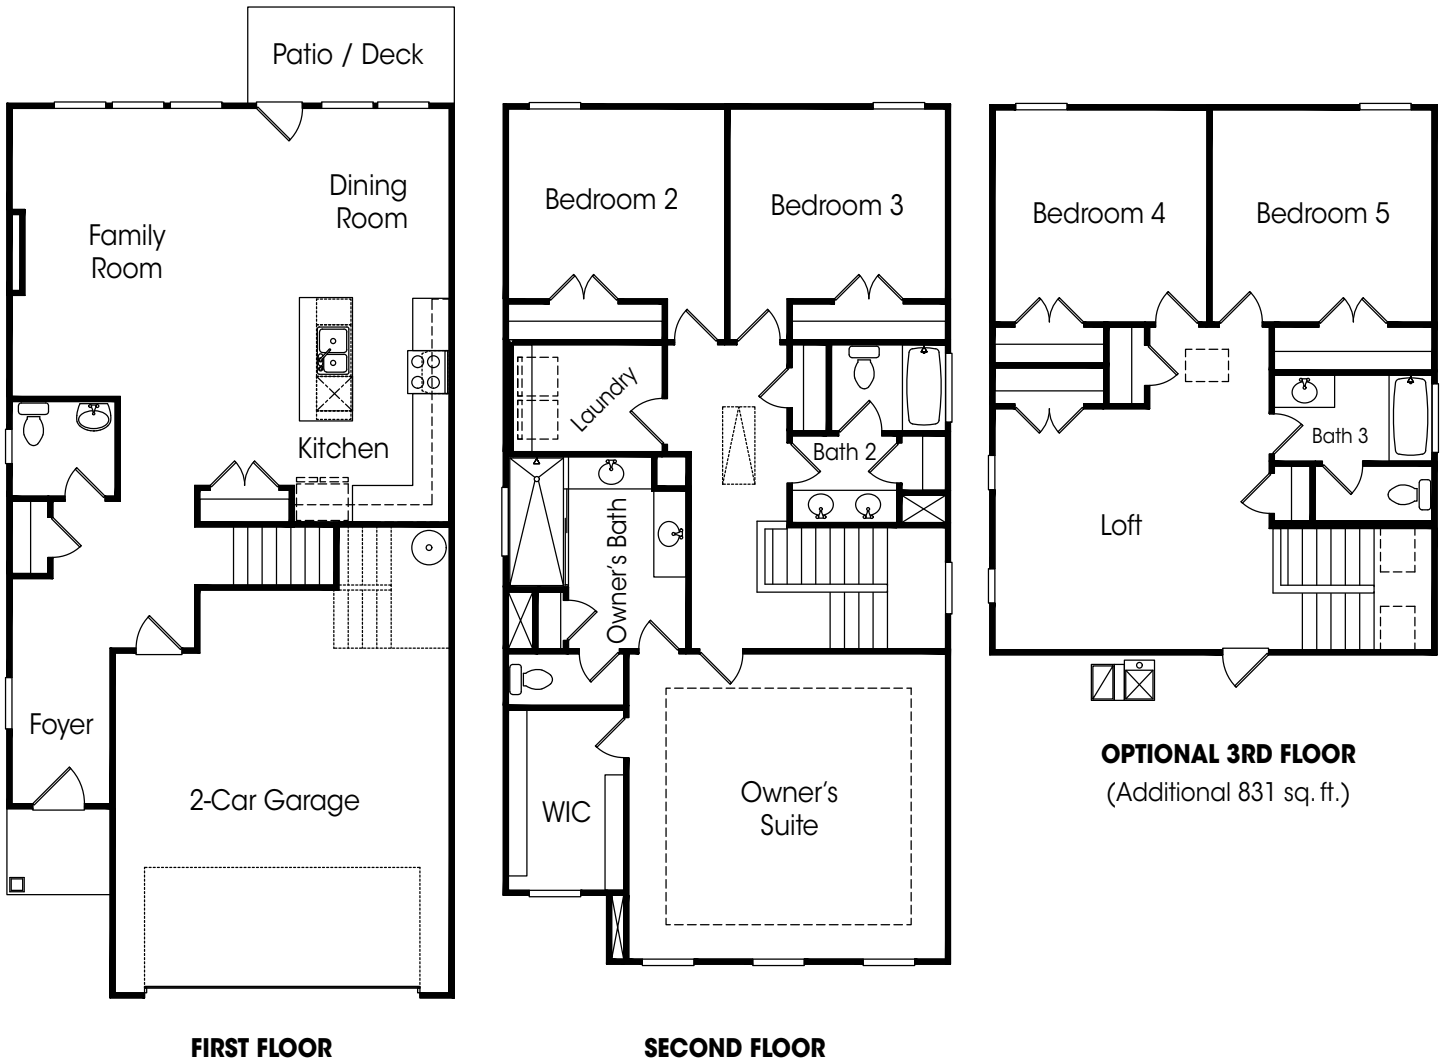 Patio / Deck
Dining
Room
Family
Room
Kitchen
Foyer
2-Car Garage
FIRST FLOOR
Bedroom 2
Bedroom 3
Laundry
Bath 2
Owner's Bath
WIC
Owner's
Suite
SECOND FLOOR
Bedroom 4
Bedroom 5
Bath 3
Loft
OPTIONAL 3RD FLOOR
(Additional 831 sq. ft.)